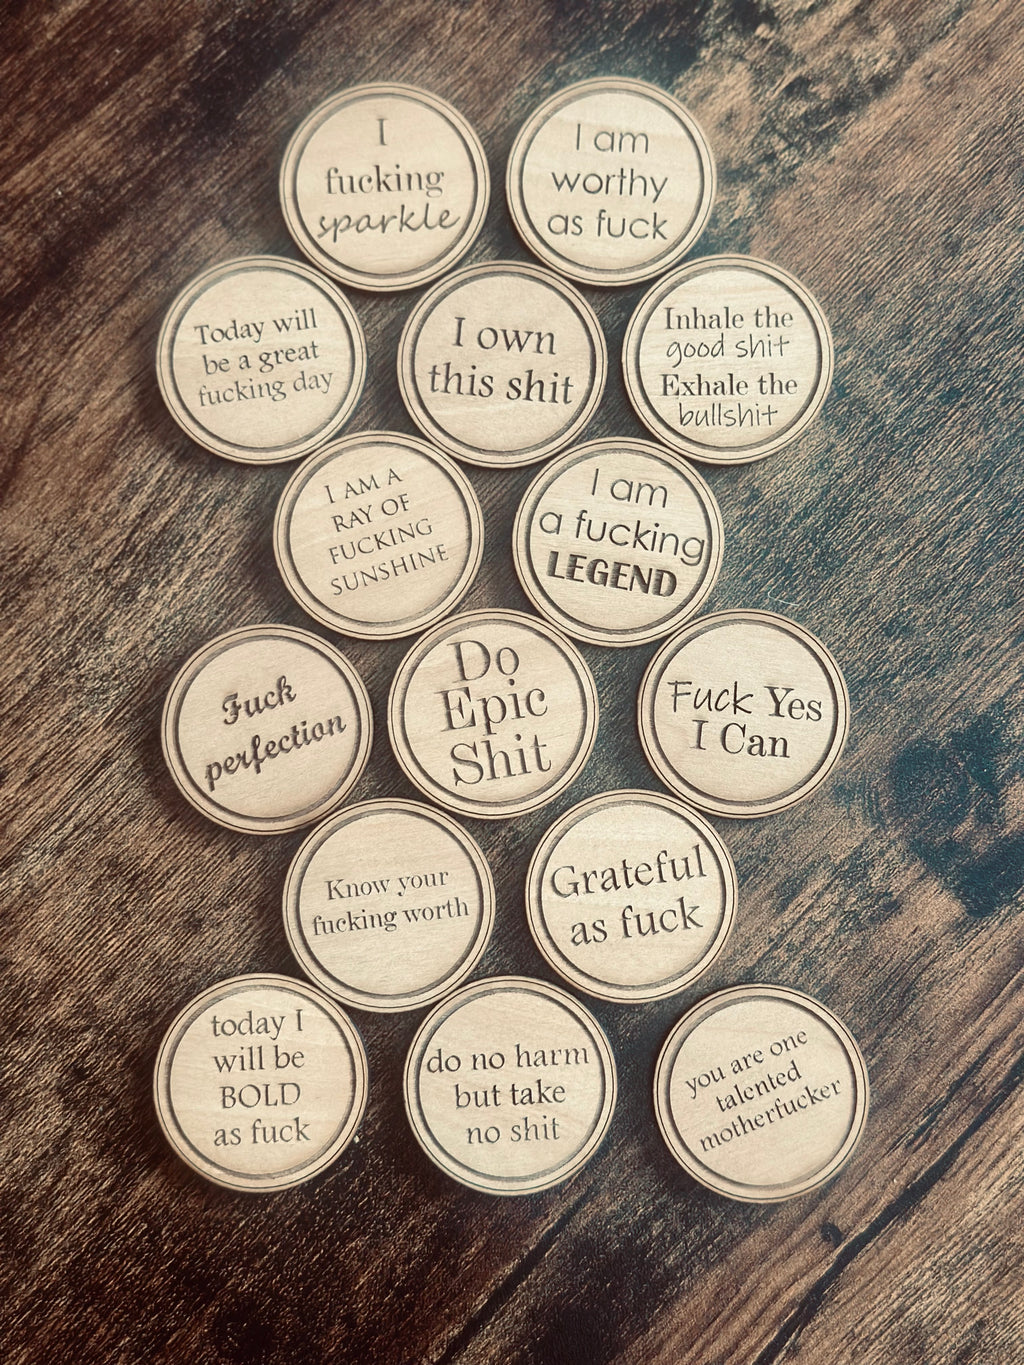 I
fucking
sparkle
I am
worthy
as fuck
Today will
be a great
fucking day
I own
this shit
Inhale the
good shit
Exhale the
bullshit
I AM A
RAY OF
FUCKING
SUNSHINE
I am
a fucking
LEGEND
Fuck
perfection
Do
Epic
Shit
Fuck Yes
I Can
Know your
fucking worth
Grateful
as fuck
today I
will be
BOLD
as fuck
do no harm
but take
no shit
you are one
talented
motherfucker